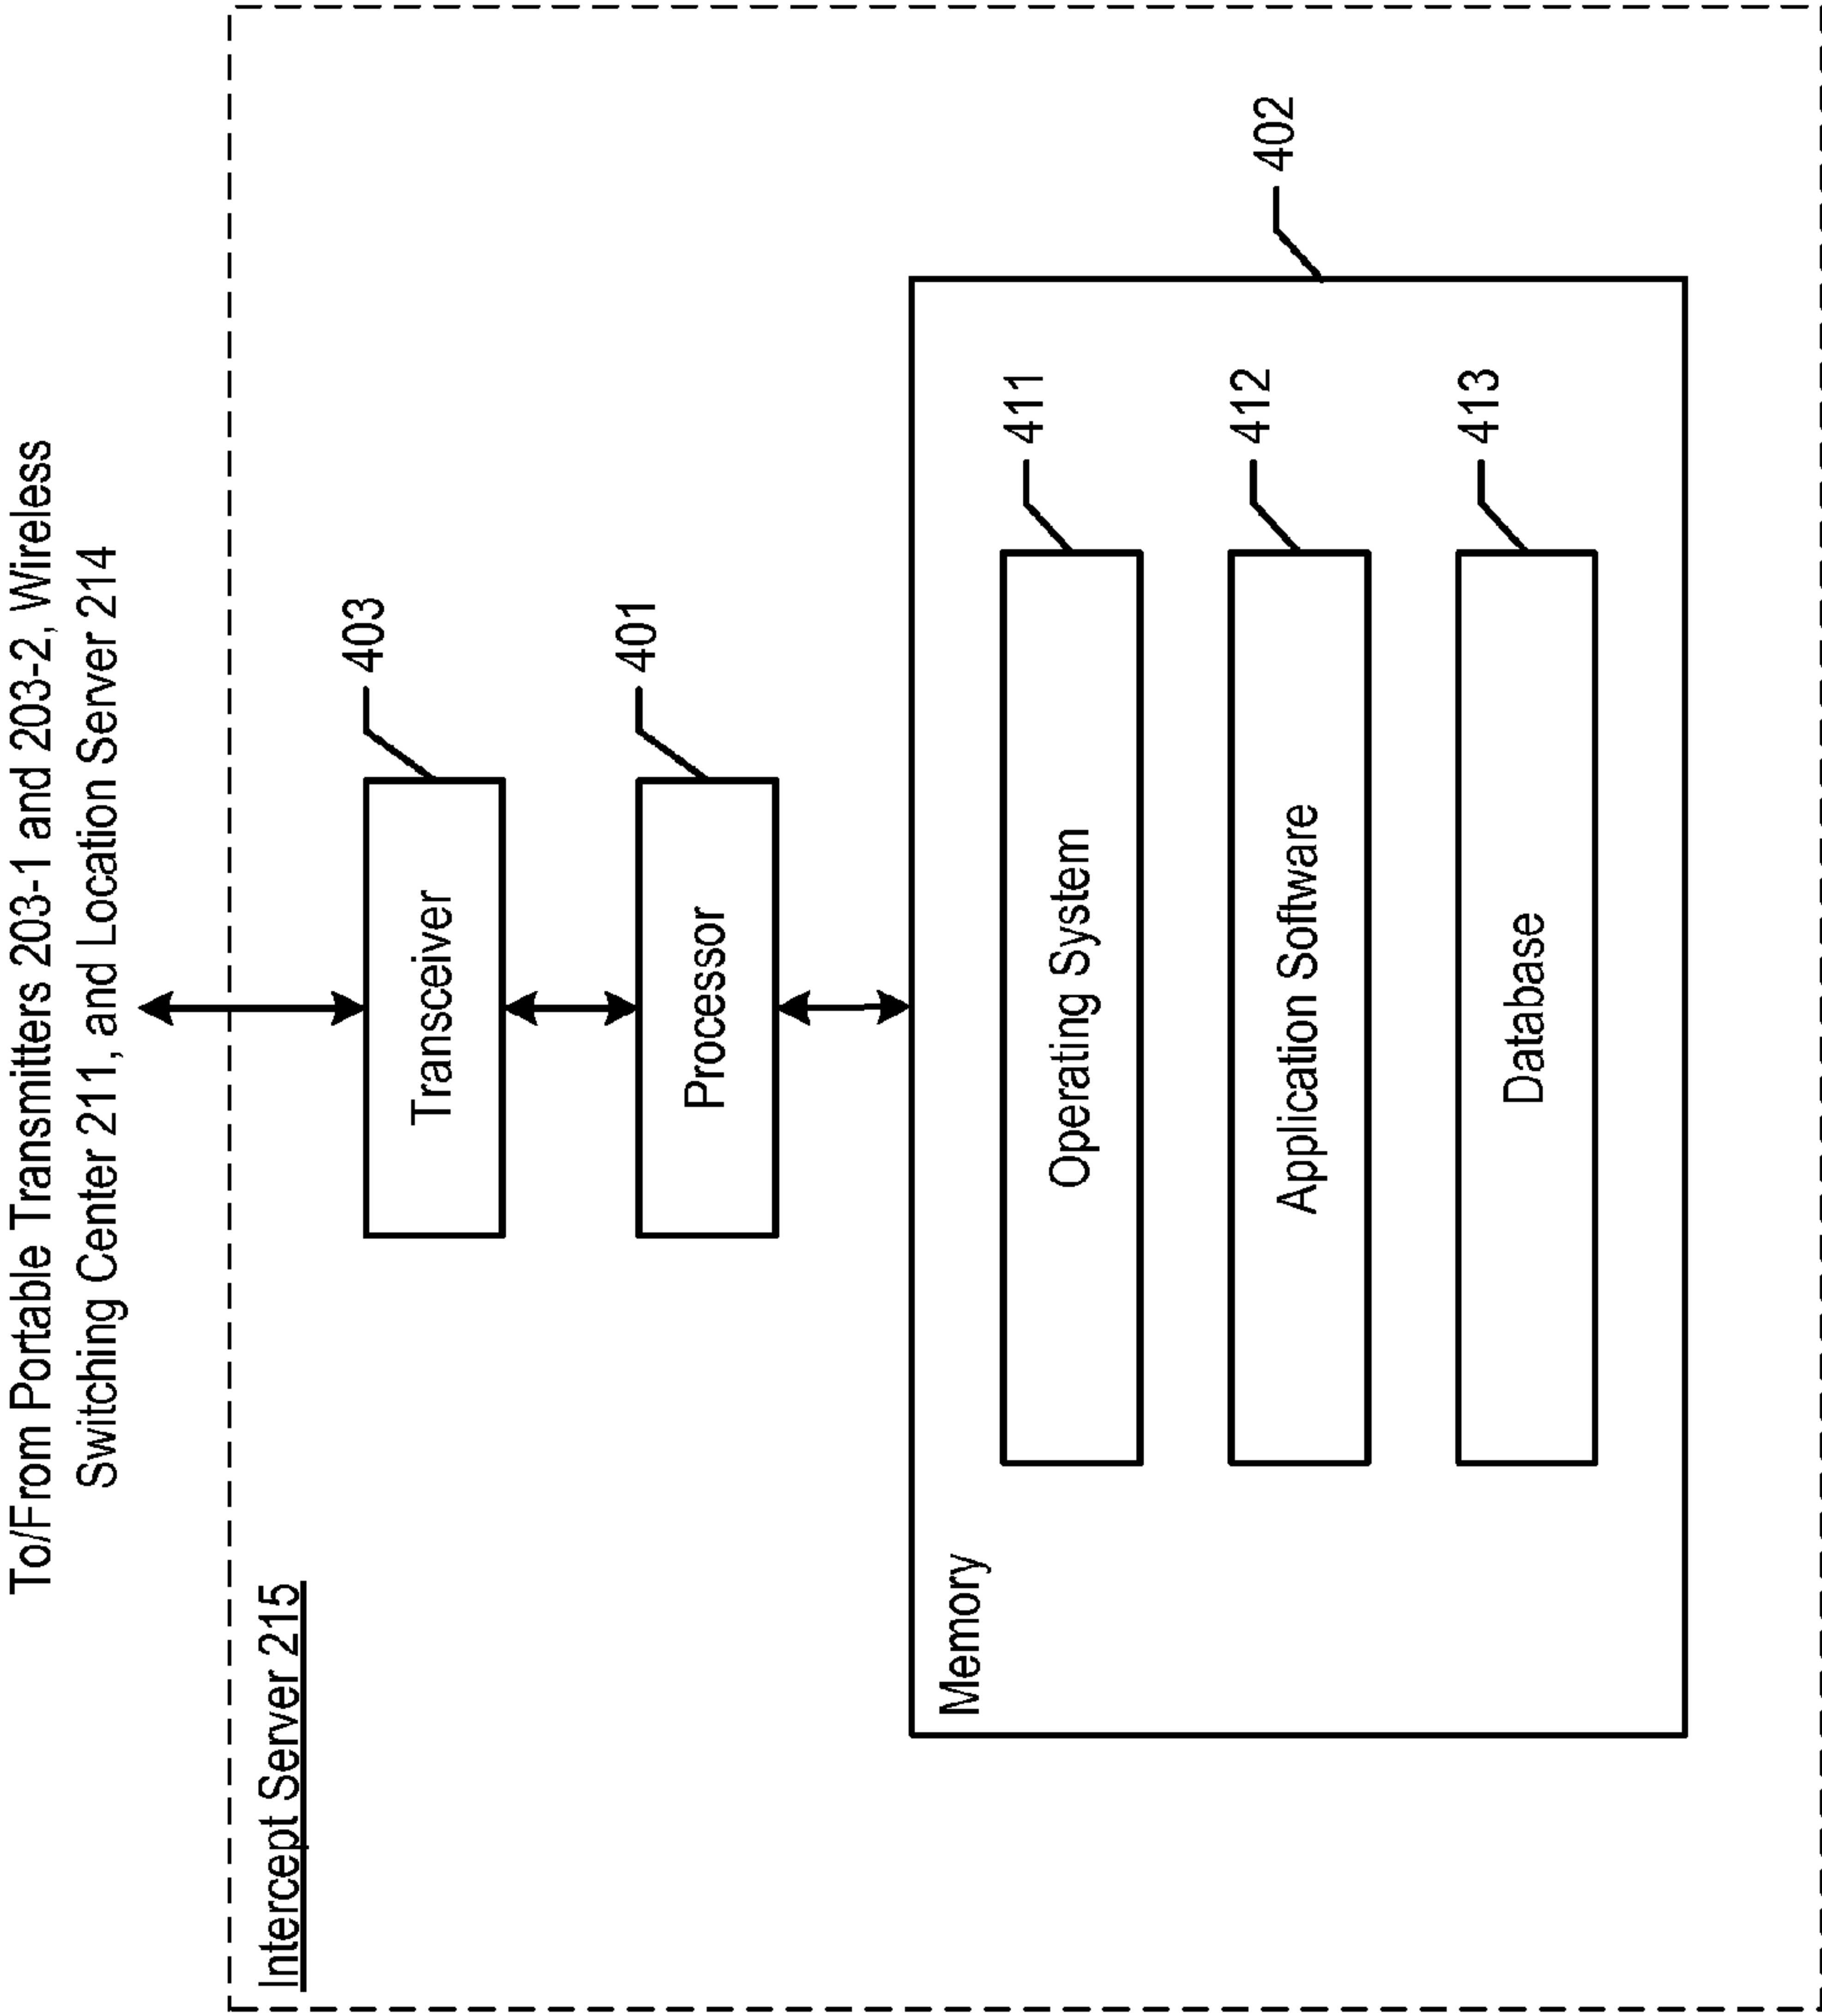 To/From Portable Transmitters 203-1 and 203-2, Wireless
Switching Center 211, and Location Server 214
Intercept Server 215
403
Transceiver
401
Processor
402
Memory
411
Operating System
412
Application Software
413
Database